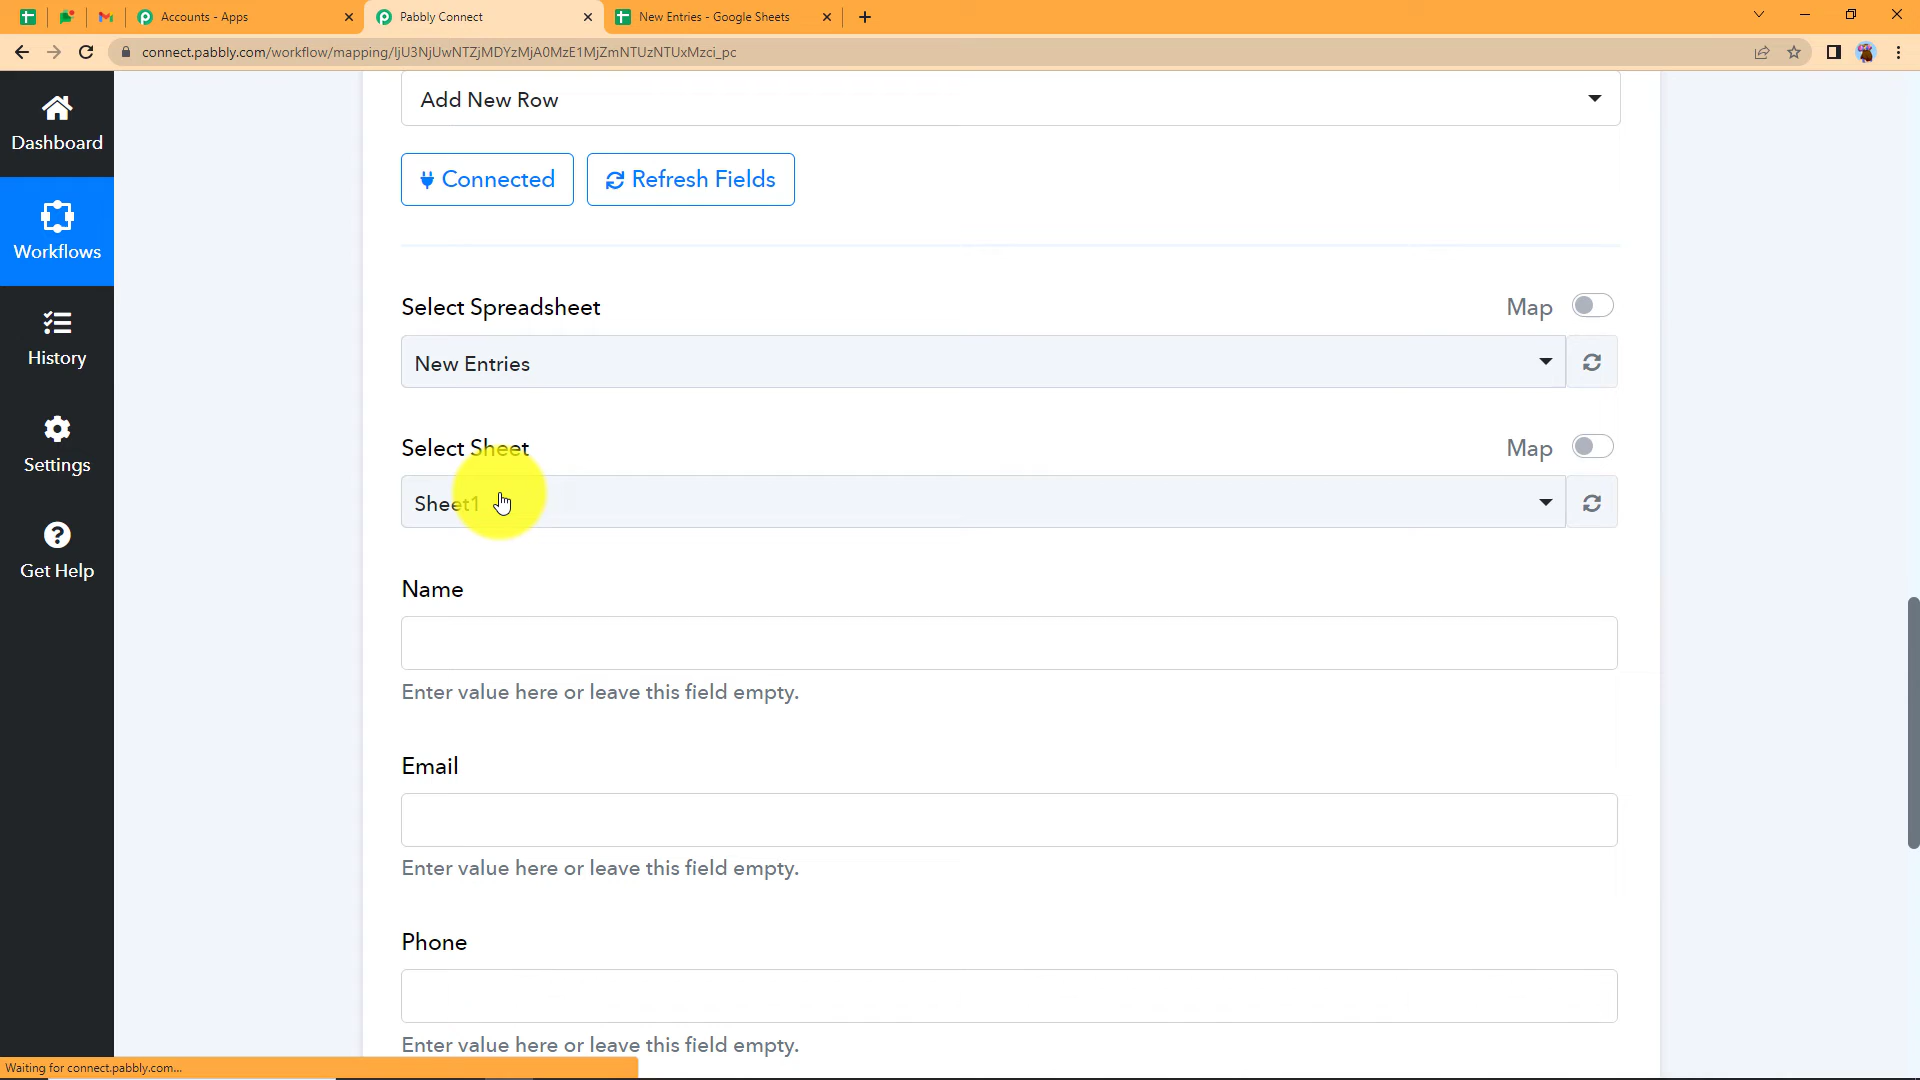 Accounts - Apps
Pabbly Connect
New Entries - Google Sheets
connect.pabbly.com/workflow/mapping/IjU3NjUwNTZjMDYzMjA0MzE1MjZmNTUzNTUxMzci_pc
Dashboard
Workflows
History
Settings
Get Help
Add New Row
Connected
Refresh Fields
Select Spreadsheet
Map
New Entries
Select Sheet
Map
Sheet1
Name
Enter value here or leave this field empty.
Email
Enter value here or leave this field empty.
Phone
Enter value here or leave this field empty.
Waiting for connect.pabbly.com...